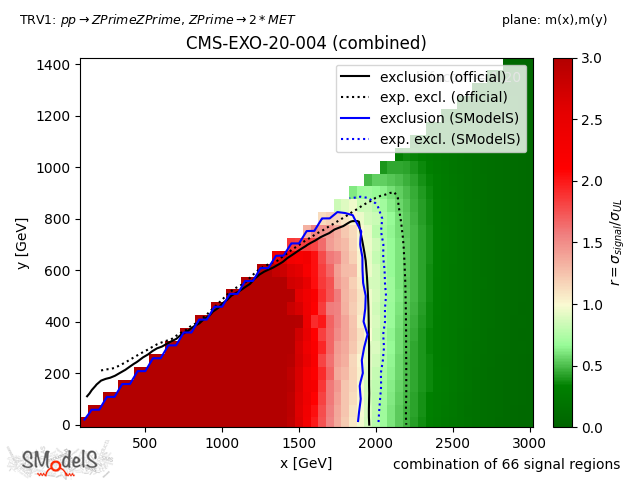 TRV1: pp → ZPrimeZPrime, ZPrime → 2 * MET
plane: m(x),m(y)
CMS-EXO-20-004 (combined)
exclusion (official)
exp. excl. (official)
exclusion (SModelS)
exp. excl. (SModelS)
y [GeV]
1400
1200
1000
800
600
400
200
0
500
1000
1500
2000
2500
3000
x [GeV]
3.0
2.5
2.0
1.5
1.0
0.5
0.0
r = σ_signal/σ_UL
SModelS
combination of 66 signal regions